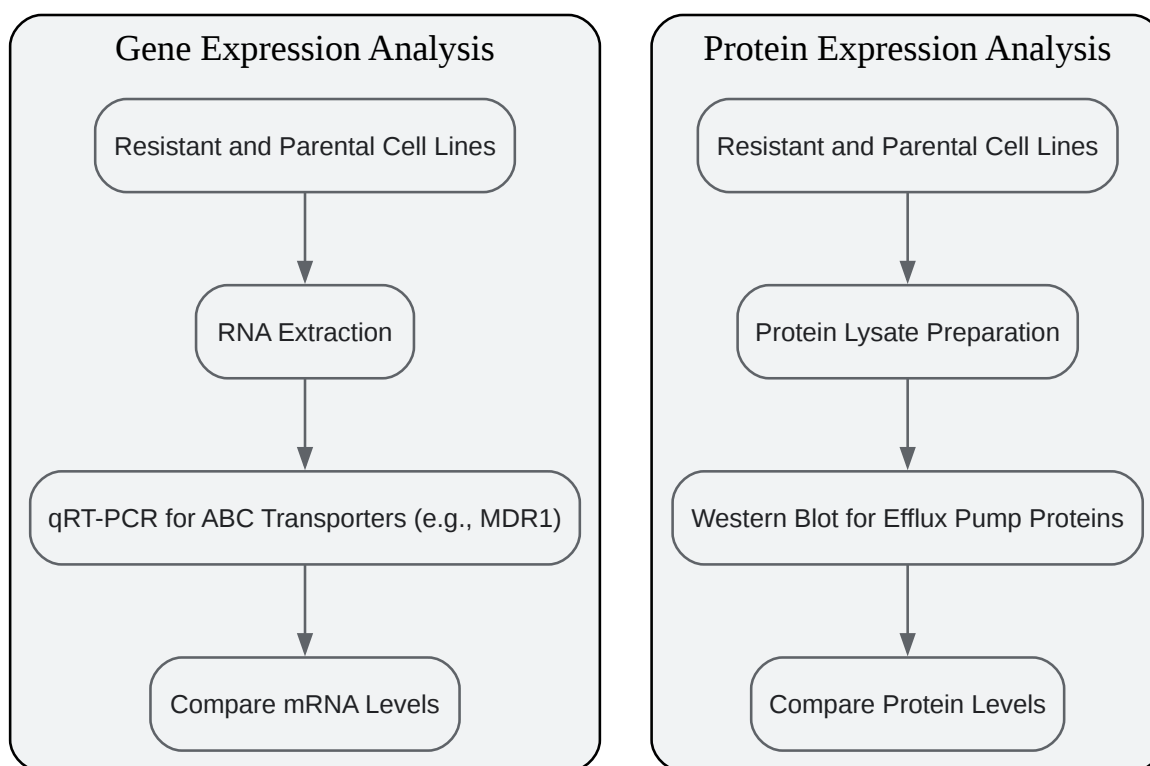 Gene Expression Analysis
Resistant and Parental Cell Lines
RNA Extraction
qRT-PCR for ABC Transporters (e.g., MDR1)
Compare mRNA Levels
Protein Expression Analysis
Resistant and Parental Cell Lines
Protein Lysate Preparation
Western Blot for Efflux Pump Proteins
Compare Protein Levels